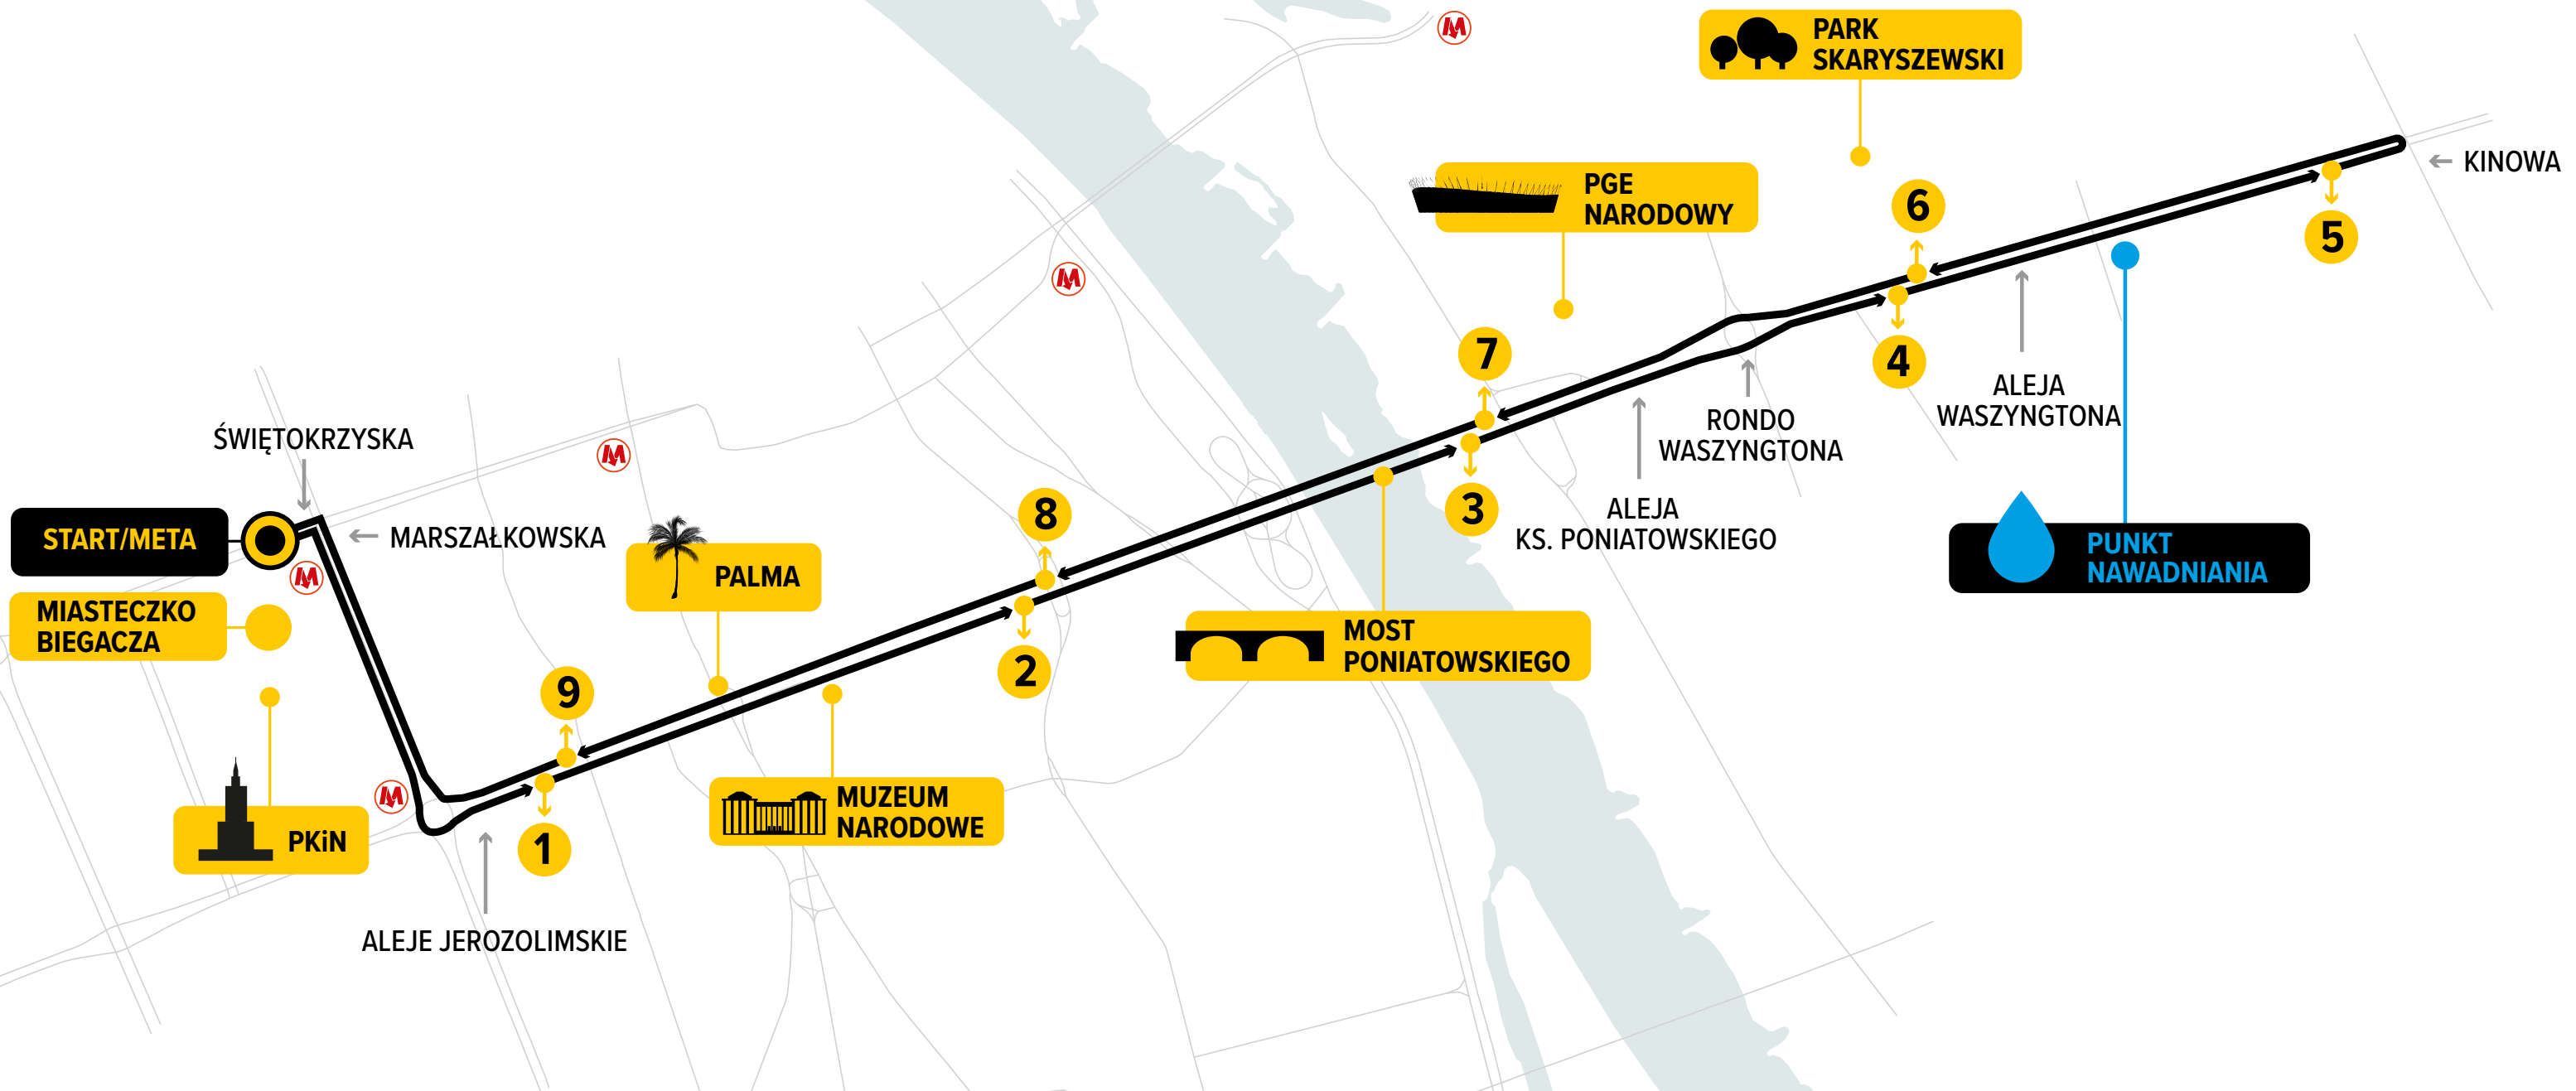 PARK
SKARYSZEWSKI
M
PGE
NARODOWY
KINOWA
6
5
M
7
4
ALEJA
WASZYNGTONA
RONDO
WASZYNGTONA
ŚWIĘTOKRZYSKA
M
8
3
ALEJA
KS. PONIATOWSKIEGO
START/META
MARSZAŁKOWSKA
PUNKT
NAWADNIANIA
M
PALMA
MIASTECZKO
BIEGACZA
MOST
PONIATOWSKIEGO
2
9
M
MUZEUM
NARODOWE
PKiN
1
ALEJE JEROZOLIMSKIE